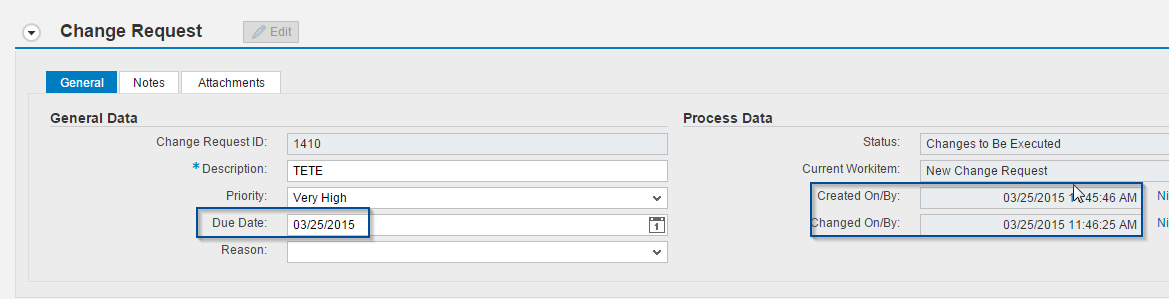 Change Request
Edit
General Notes Attachments
General Data
Change Request ID: 1410
* Description: TETE
Priority: Very High
Due Date: 03/25/2015
1
Reason:
Process Data
Status: Changes to Be Executed
Current Workitem: New Change Request
Created On/By: 03/25/2015 :45:46 AM Ni
Changed On/By: 03/25/2015 11:46:25 AM Ni